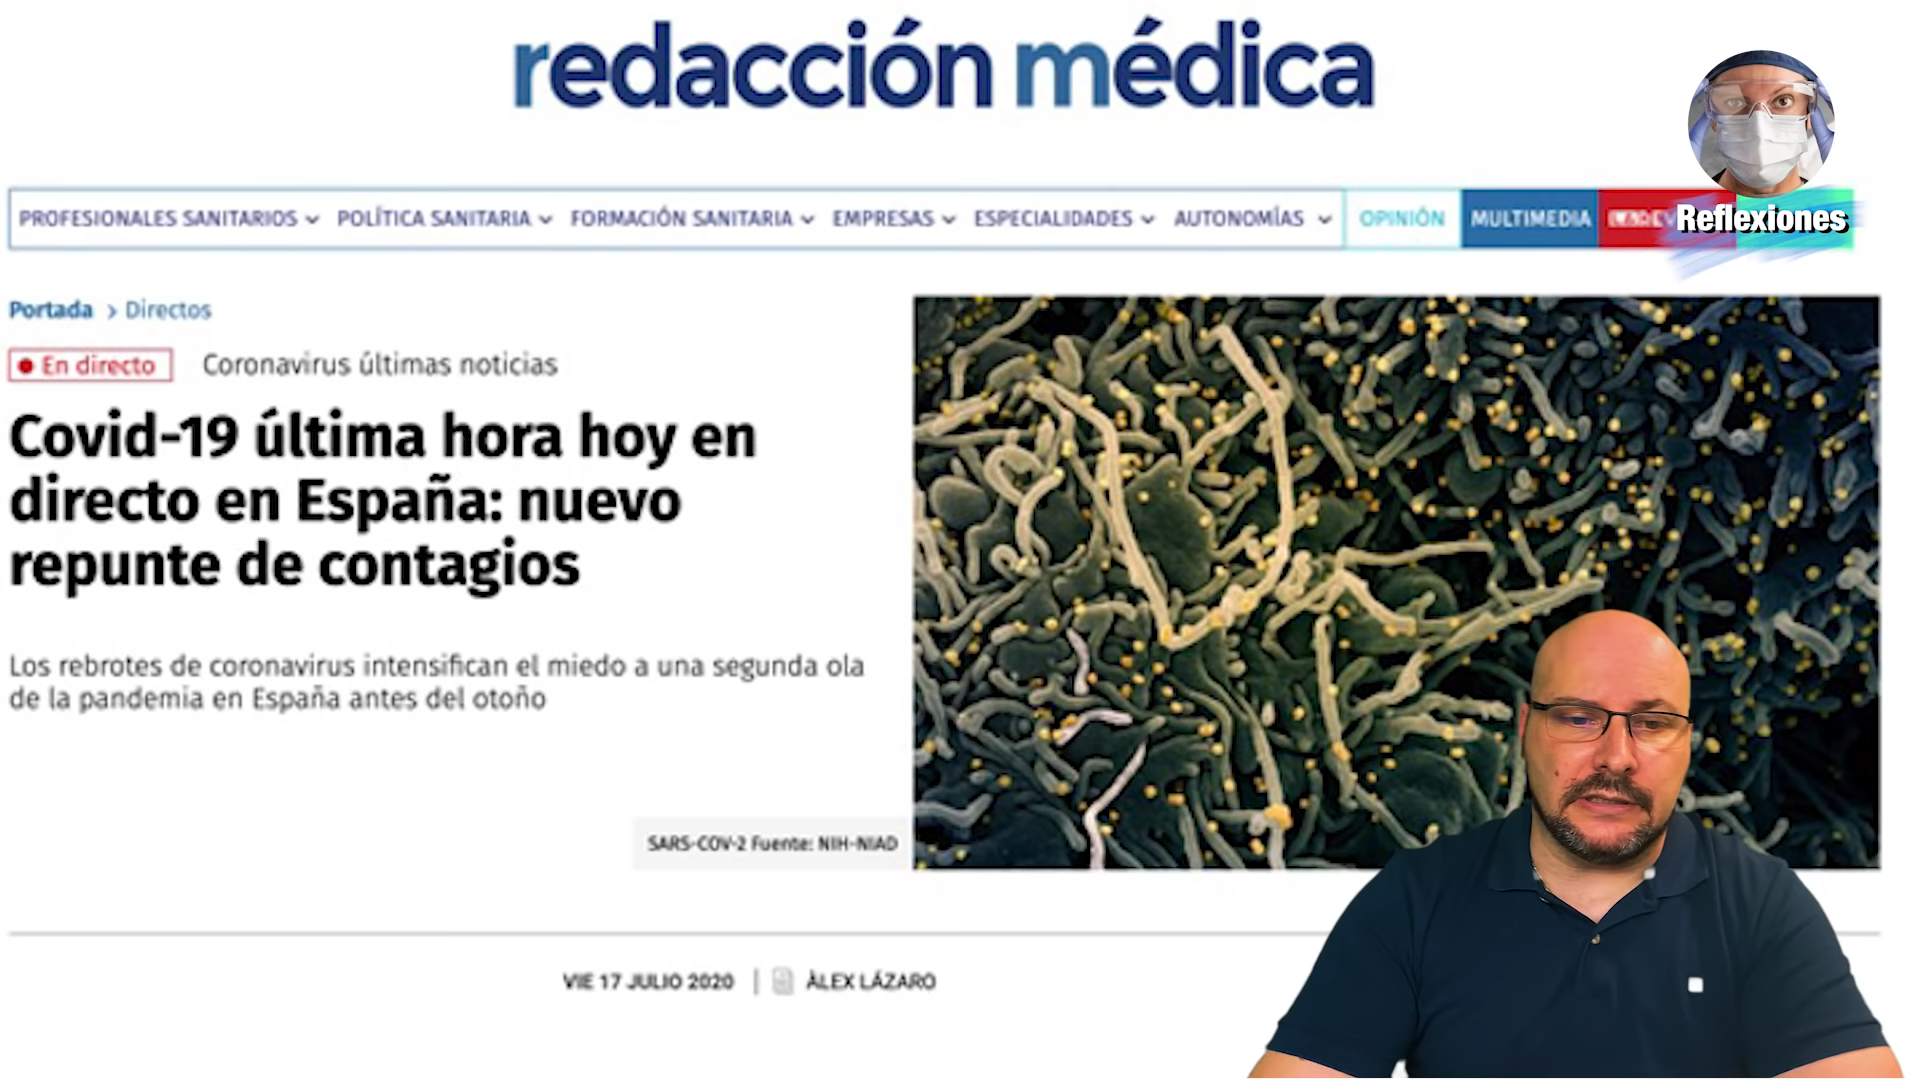 redacción médica
Reflexiones
PROFESIONALES SANITARIOS POLÍTICA SANITARIA FORMACIÓN SANITARIA EMPRESAS ESPECIALIDADES AUTONOMÍAS OPINIÓN MULTIMEDIA
Portada > Directos
En directo Coronavirus últimas noticias
Covid-19 última hora hoy en
directo en España: nuevo
repunte de contagios
Los rebrotes de coronavirus intensifican el miedo a una segunda ola
de la pandemia en España antes del otoño
SARS-COV-2 Fuente: NIH-NIAD
VIE 17 JULIO 2020 | ÀLEX LÁZARO